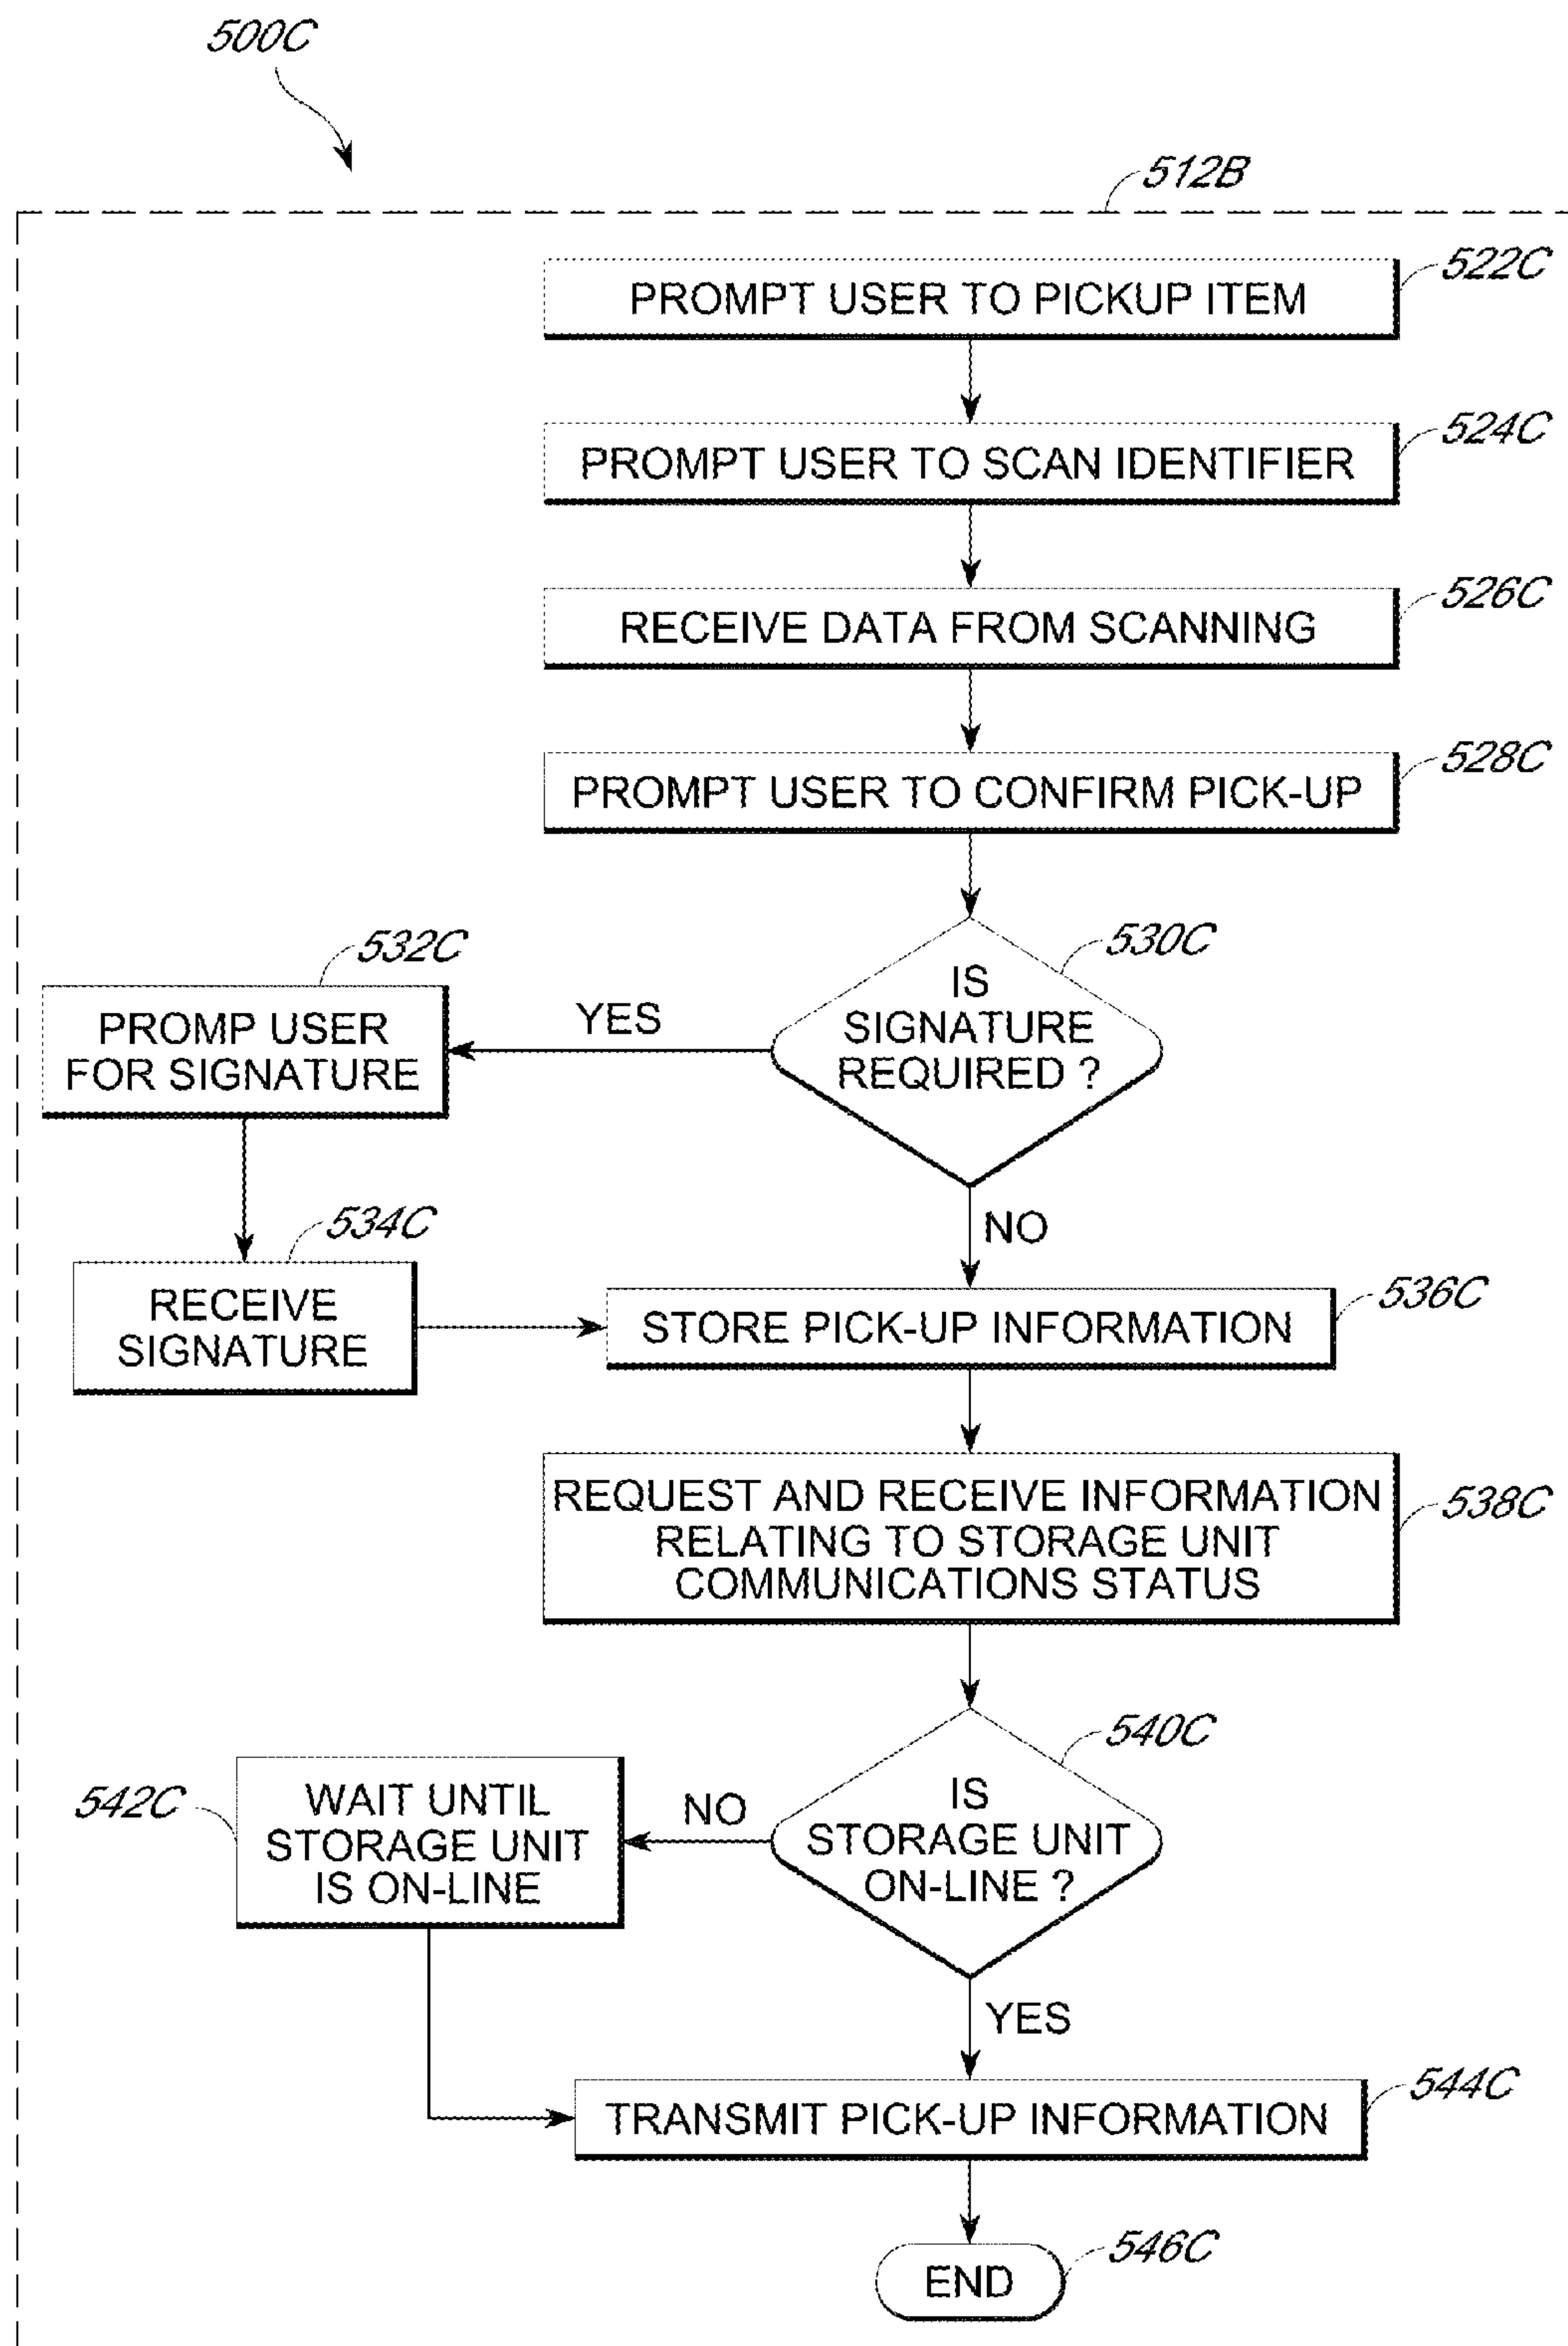 500C
512B
PROMPT USER TO PICKUP ITEM
522C
PROMPT USER TO SCAN IDENTIFIER
524C
RECEIVE DATA FROM SCANNING
526C
PROMPT USER TO CONFIRM PICK-UP
528C
530C
IS
SIGNATURE
REQUIRED ?
YES
532C
PROMP USER
FOR SIGNATURE
534C
RECEIVE
SIGNATURE
NO
536C
STORE PICK-UP INFORMATION
REQUEST AND RECEIVE INFORMATION
RELATING TO STORAGE UNIT
COMMUNICATIONS STATUS
538C
540C
IS
STORAGE UNIT
ON-LINE ?
NO
542C
WAIT UNTIL
STORAGE UNIT
IS ON-LINE
YES
544C
TRANSMIT PICK-UP INFORMATION
546C
END